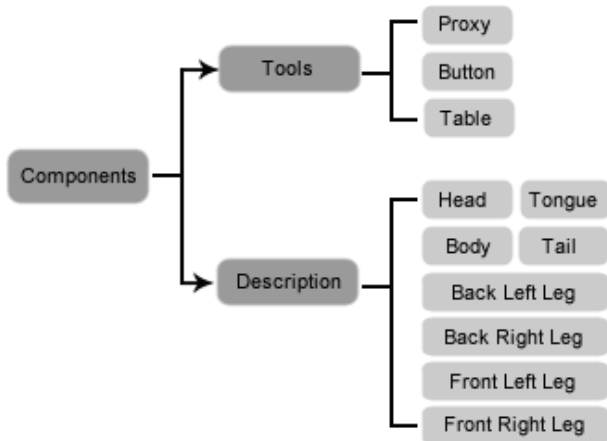 Components
Tools
Proxy
Button
Table
Description
Head
Tongue
Body
Tail
Back Left Leg
Back Right Leg
Front Left Leg
Front Right Leg